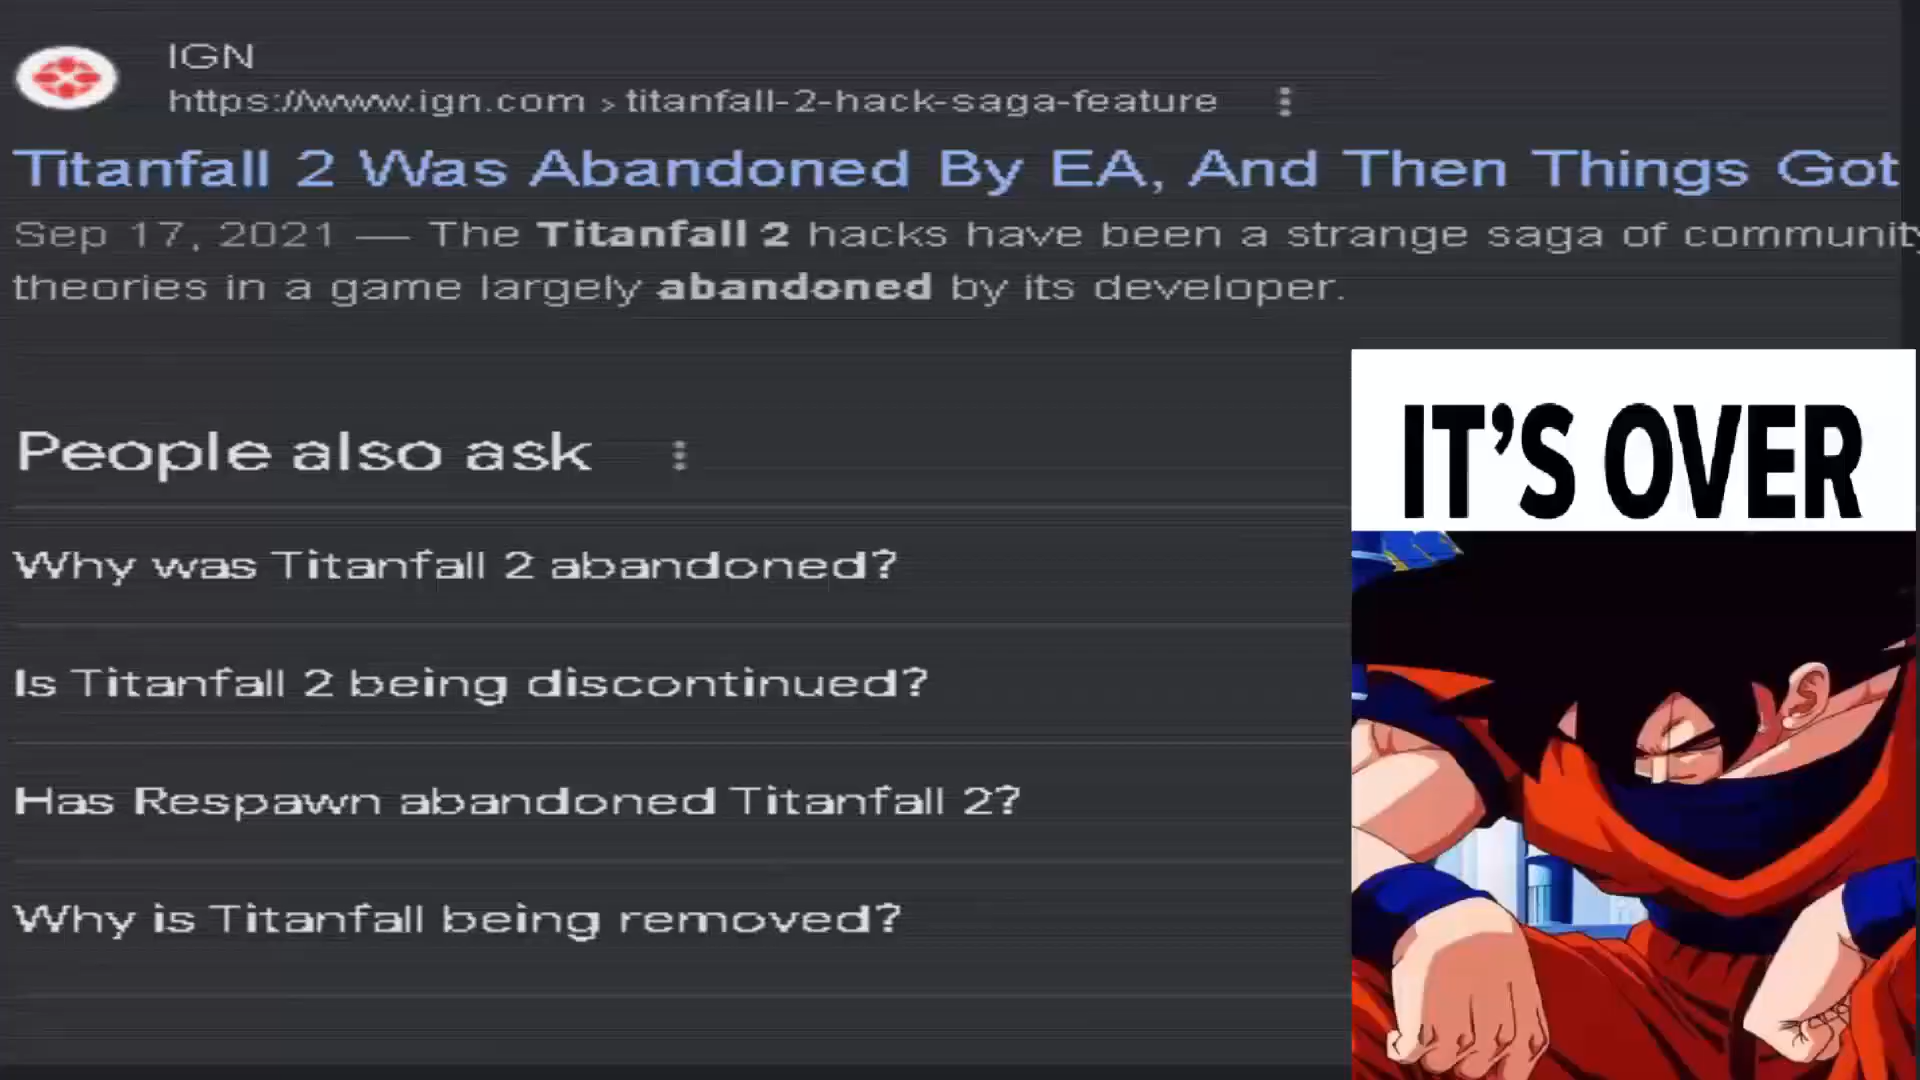 IGN
https://www.ign.com › titanfall-2-hack-saga-feature
Titanfall 2 Was Abandoned By EA, And Then Things Got
Sep 17, 2021 — The Titanfall 2 hacks have been a strange saga of community
theories in a game largely abandoned by its developer.
IT'S OVER
People also ask
Why was Titanfall 2 abandoned?
Is Titanfall 2 being discontinued?
Has Respawn abandoned Titanfall 2?
Why is Titanfall being removed?